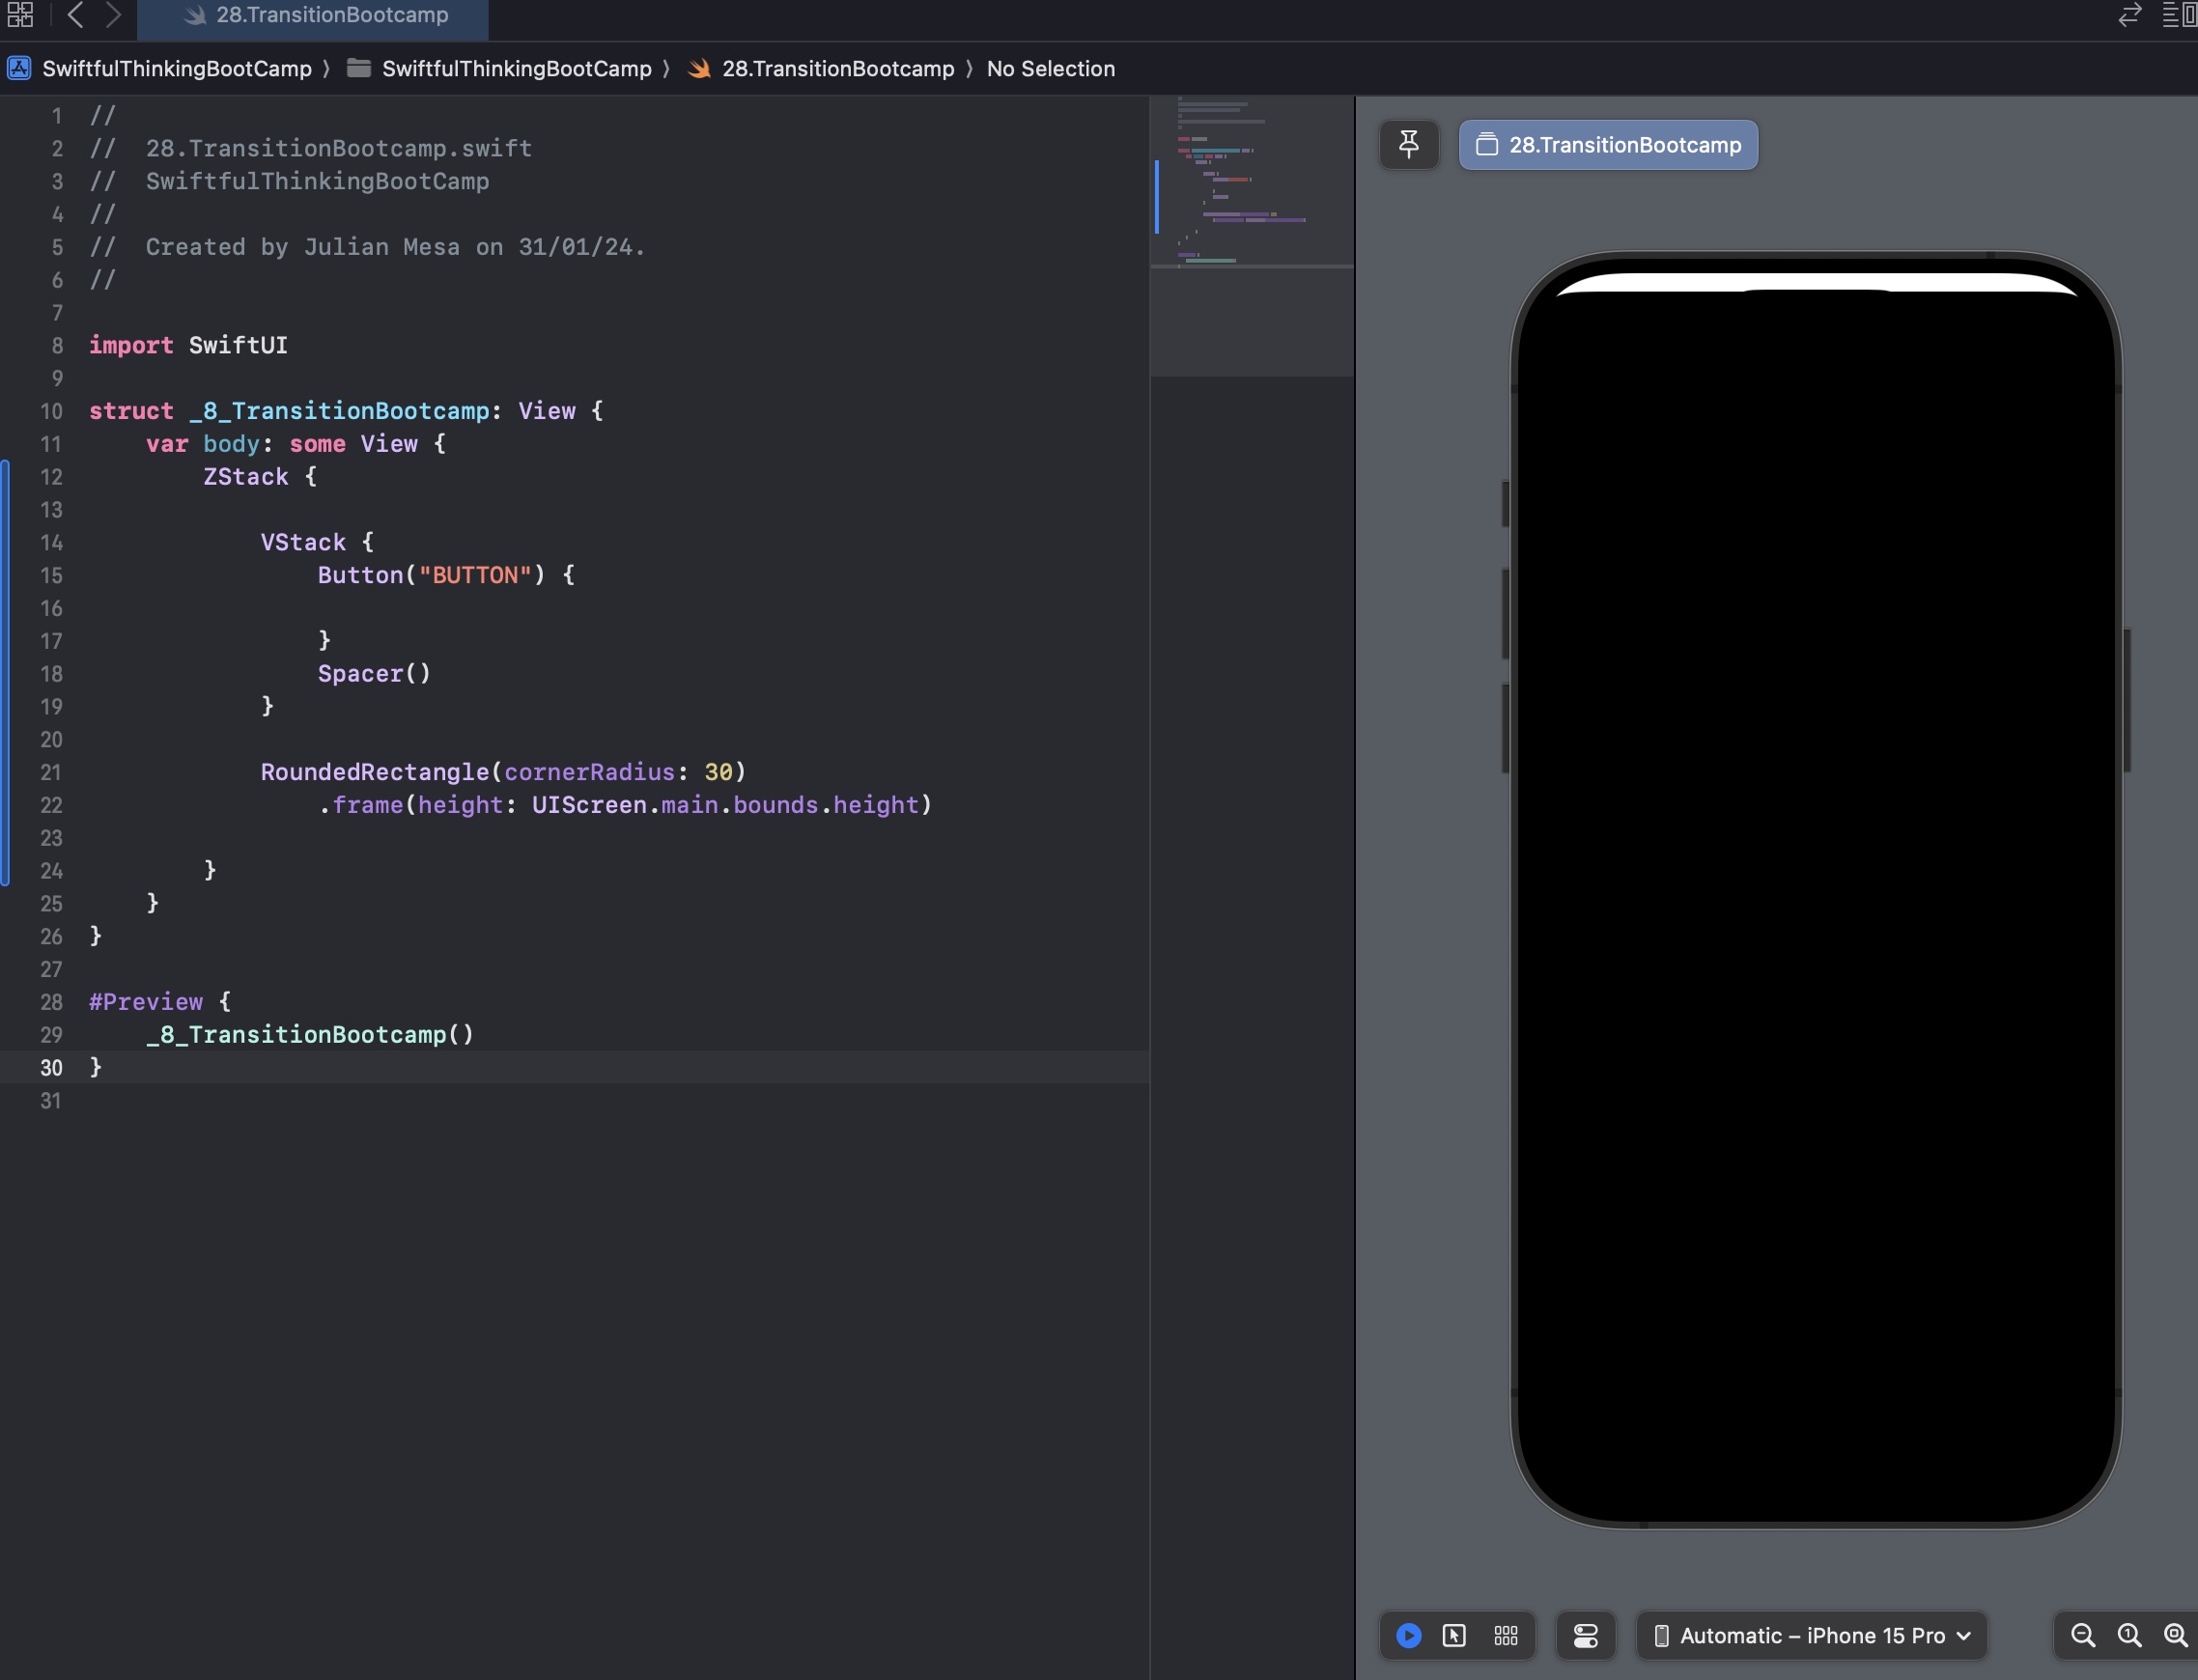 28.TransitionBootcamp
SwiftfulThinkingBootCamp ⟩ SwiftfulThinkingBootCamp ⟩ 28.TransitionBootcamp ⟩ No Selection
1 //
2 //  28.TransitionBootcamp.swift
3 //  SwiftfulThinkingBootCamp
4 //
5 //  Created by Julian Mesa on 31/01/24.
6 //
7
8 import SwiftUI
9
10 struct _8_TransitionBootcamp: View {
11     var body: some View {
12         ZStack {
13
14             VStack {
15                 Button("BUTTON") {
16
17                 }
18                 Spacer()
19             }
20
21             RoundedRectangle(cornerRadius: 30)
22                 .frame(height: UIScreen.main.bounds.height)
23
24         }
25     }
26 }
27
28 #Preview {
29     _8_TransitionBootcamp()
30 }
31
28.TransitionBootcamp
Automatic – iPhone 15 Pro